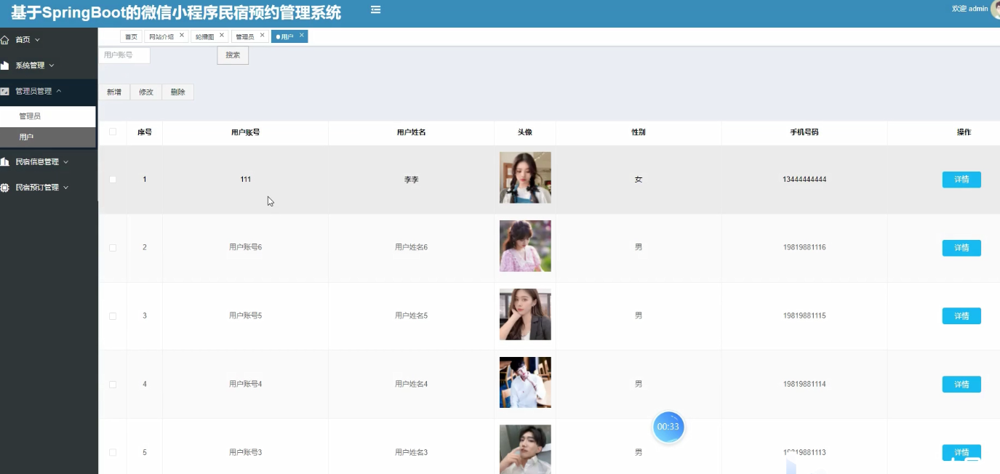 基于SpringBoot的微信小程序民宿预约管理系统
欢迎 admin
首页
系统管理
管理员管理
管理员
用户
民宿信息管理
民宿预订管理
首页 网站介绍 轮播图 管理员 用户
用户账号 搜索
新增 修改 删除
序号 用户账号 用户姓名 头像 性别 手机号码 操作
1 111 李李 女 13444444444 详情
2 用户账号6 用户姓名6 男 19819881116 详情
3 用户账号5 用户姓名5 男 19819881115 详情
4 用户账号4 用户姓名4 男 19819881114 详情
00:33
5 用户账号3 用户姓名3 男 19819881113 详情